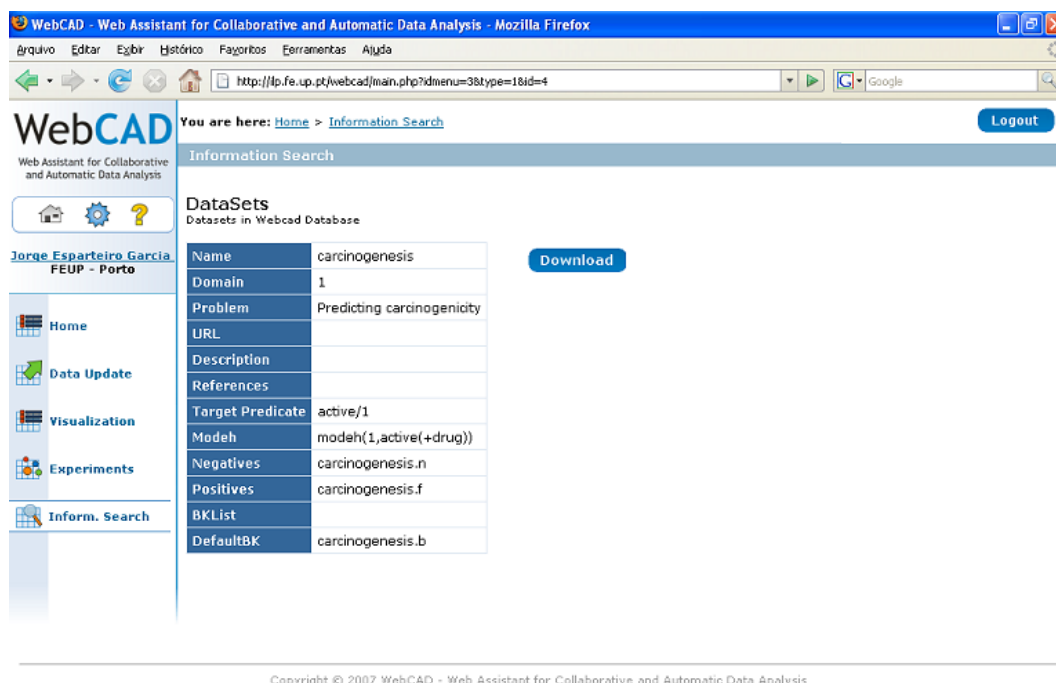 WebCAD - Web Assistant for Collaborative and Automatic Data Analysis - Mozilla Firefox
Arquivo Editar Exibir Histórico Favoritos Ferramentas Ajuda
http://ilp.fe.up.pt/webcad/main.php?idmenu=3&type=1&id=4
G Google
WebCAD
Web Assistant for Collaborative
and Automatic Data Analysis
You are here: Home > Information Search
Logout
Information Search
Jorge Esparteiro Garcia
FEUP - Porto
Home
Data Update
Visualization
Experiments
Inform. Search
DataSets
Datasets in Webcad Database
Name carcinogenesis
Domain 1
Problem Predicting carcinogenicity
URL
Description
References
Target Predicate active/1
Modeh modeh(1,active(+drug))
Negatives carcinogenesis.n
Positives carcinogenesis.f
BKList
DefaultBK carcinogenesis.b
Download
Copyright © 2007 WebCAD - Web Assistant for Collaborative and Automatic Data Analysis